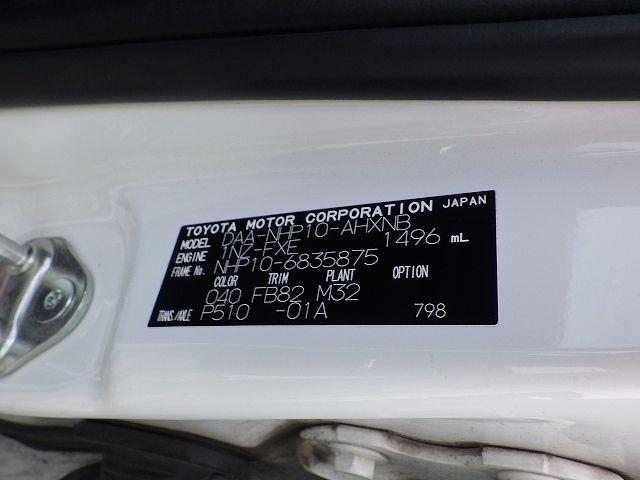 TOYOTA MOTOR CORPORATION JAPAN
MODEL DAA-NHP10-AHXNB
ENGINE 1NZ-FXE 1496 mL
FRAME No. NHP10-6835875
COLOR TRIM PLANT OPTION
040 FB82 M32
TRANS./AXLE P510 -01A 798